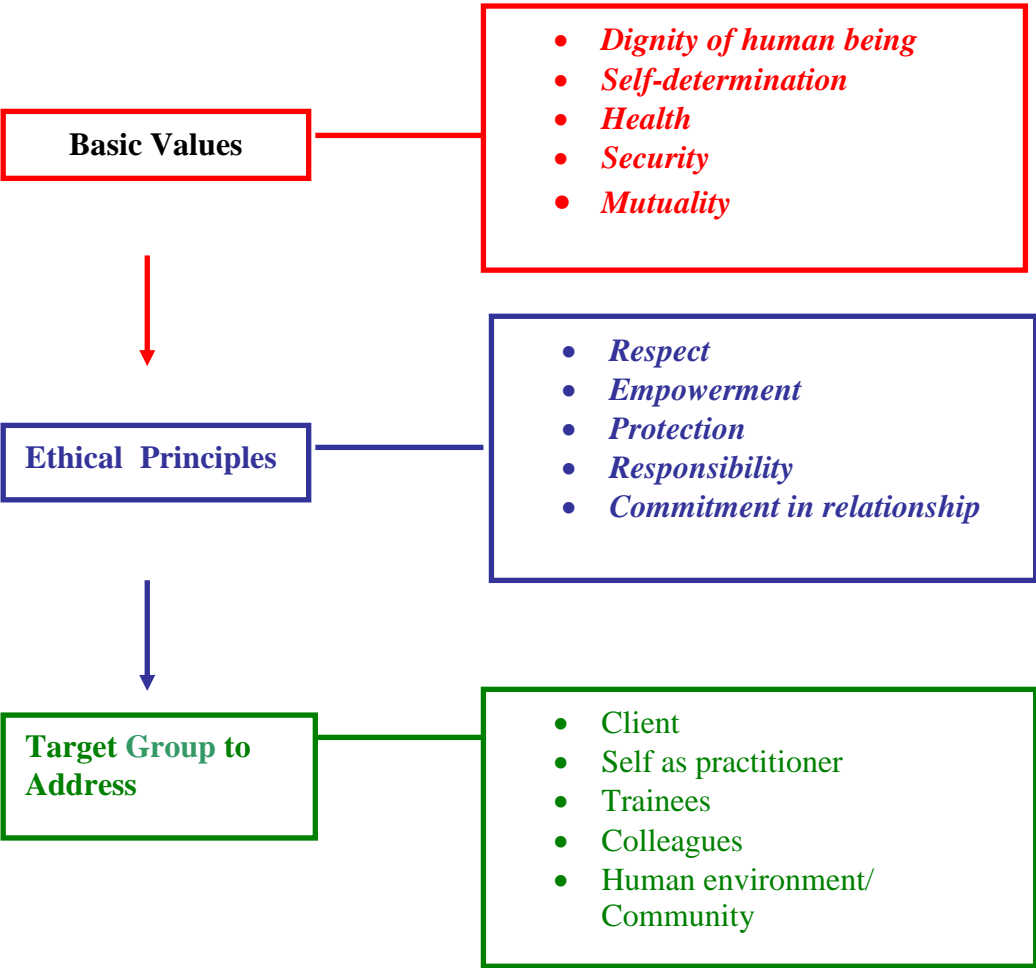 Basic Values
• Dignity of human being
• Self-determination
• Health
• Security
• Mutuality
Ethical Principles
• Respect
• Empowerment
• Protection
• Responsibility
• Commitment in relationship
Target Group to
Address
• Client
• Self as practitioner
• Trainees
• Colleagues
• Human environment/
Community